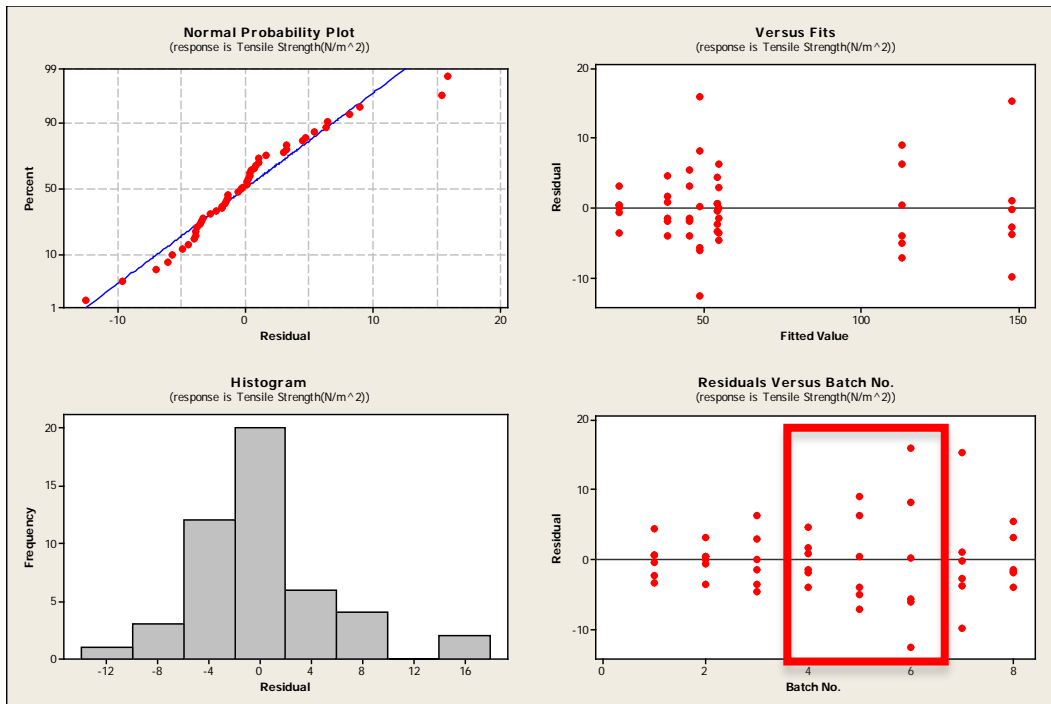 Normal Probability Plot
(response is Tensile Strength(N/m^2))
99
90
50
10
1
Percent
-10
0
10
20
Residual
Versus Fits
(response is Tensile Strength(N/m^2))
20
10
0
-10
Residual
50
100
150
Fitted Value
Histogram
(response is Tensile Strength(N/m^2))
20
15
10
5
0
Frequency
-12
-8
-4
0
4
8
12
16
Residual
Residuals Versus Batch No.
(response is Tensile Strength(N/m^2))
20
10
0
-10
Residual
0
2
4
6
8
Batch No.